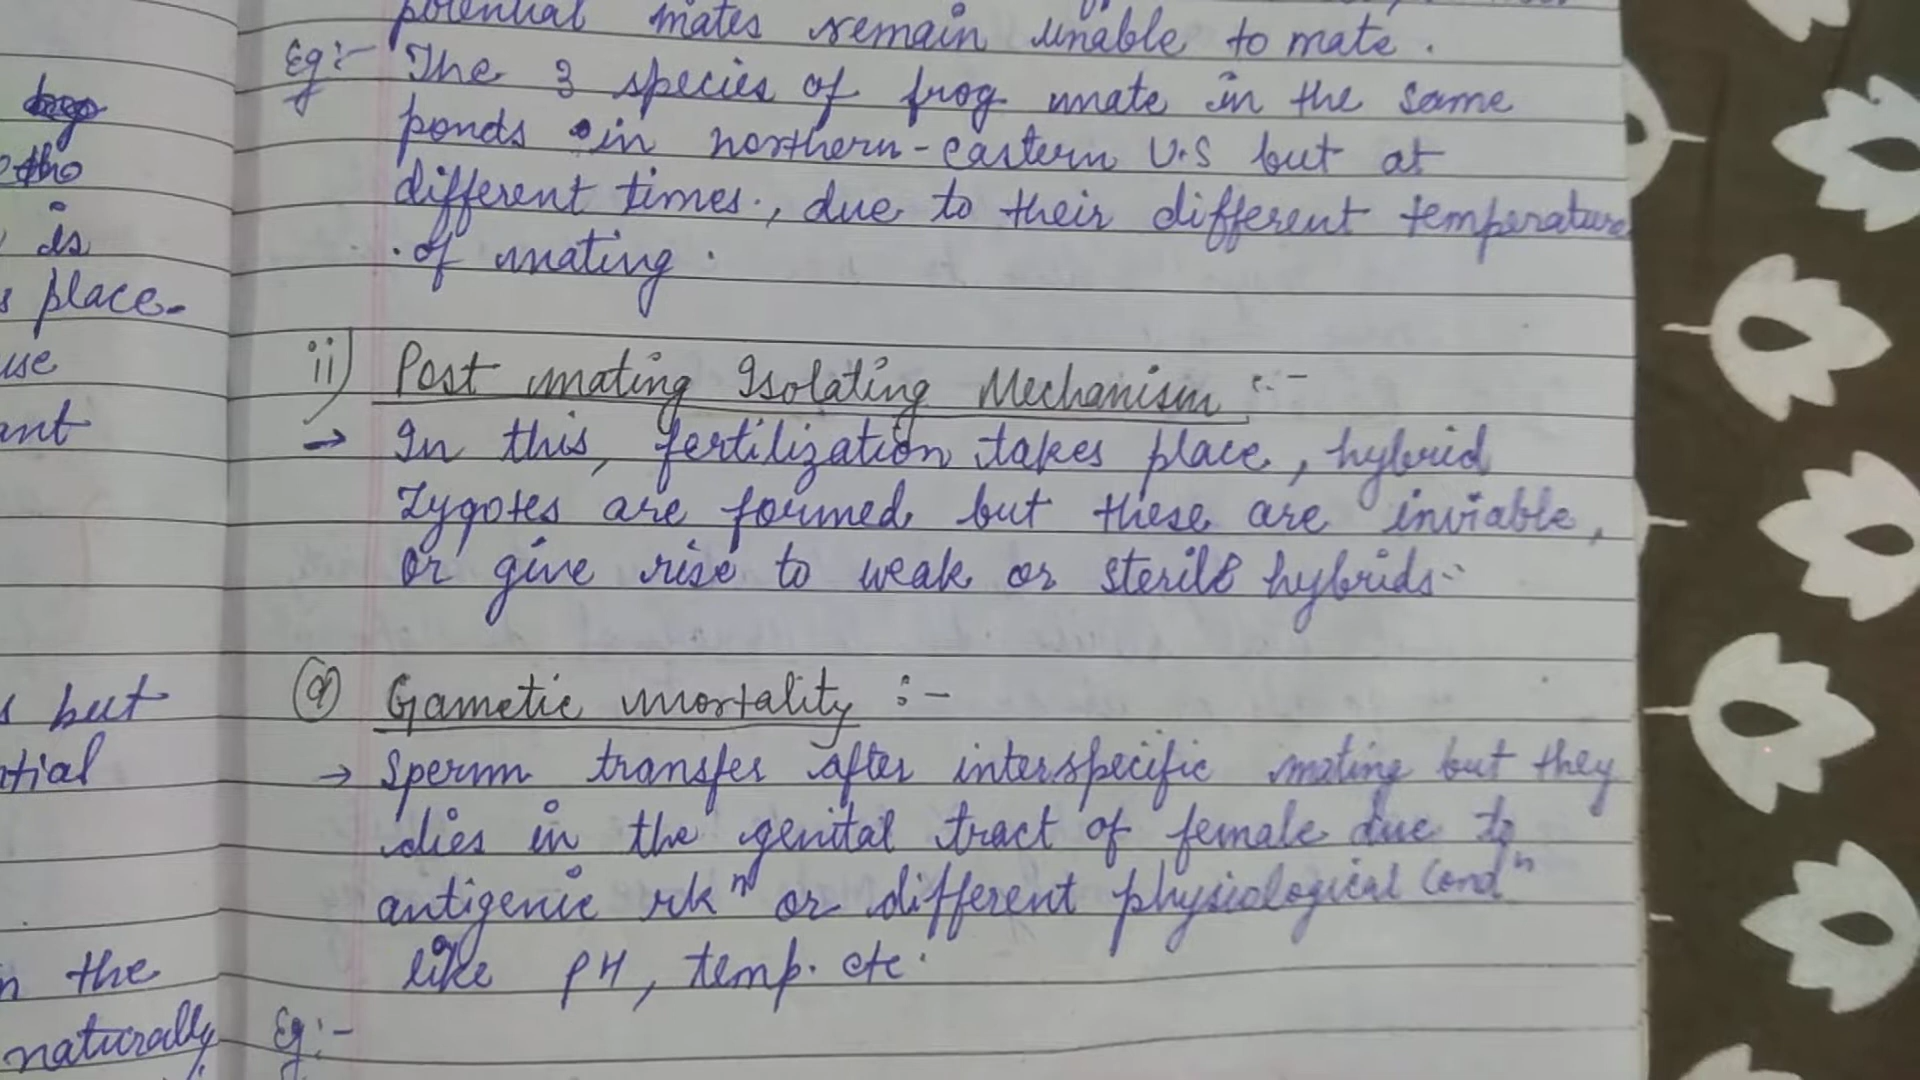 place-
use
ant
s but
tial
n the
naturally
potential mates remain unable to mate.
Eg:- The 3 species of frog mate in the same
ponds in northern-eastern U.S but at
different times., due to their different temperature
of mating.
ii) Post mating Isolating Mechanism :-
→ In this, fertilization takes place, hybrid
Zygotes are formed but these are inviable,
or give rise to weak or sterile hybrids.
(a) Gametic mortality :-
→ Sperm transfer after interspecific mating but they
dies in the genital tract of female due to
antigenic rkⁿ or different physiological Condⁿ
like PH, temp. etc.
Eg:-